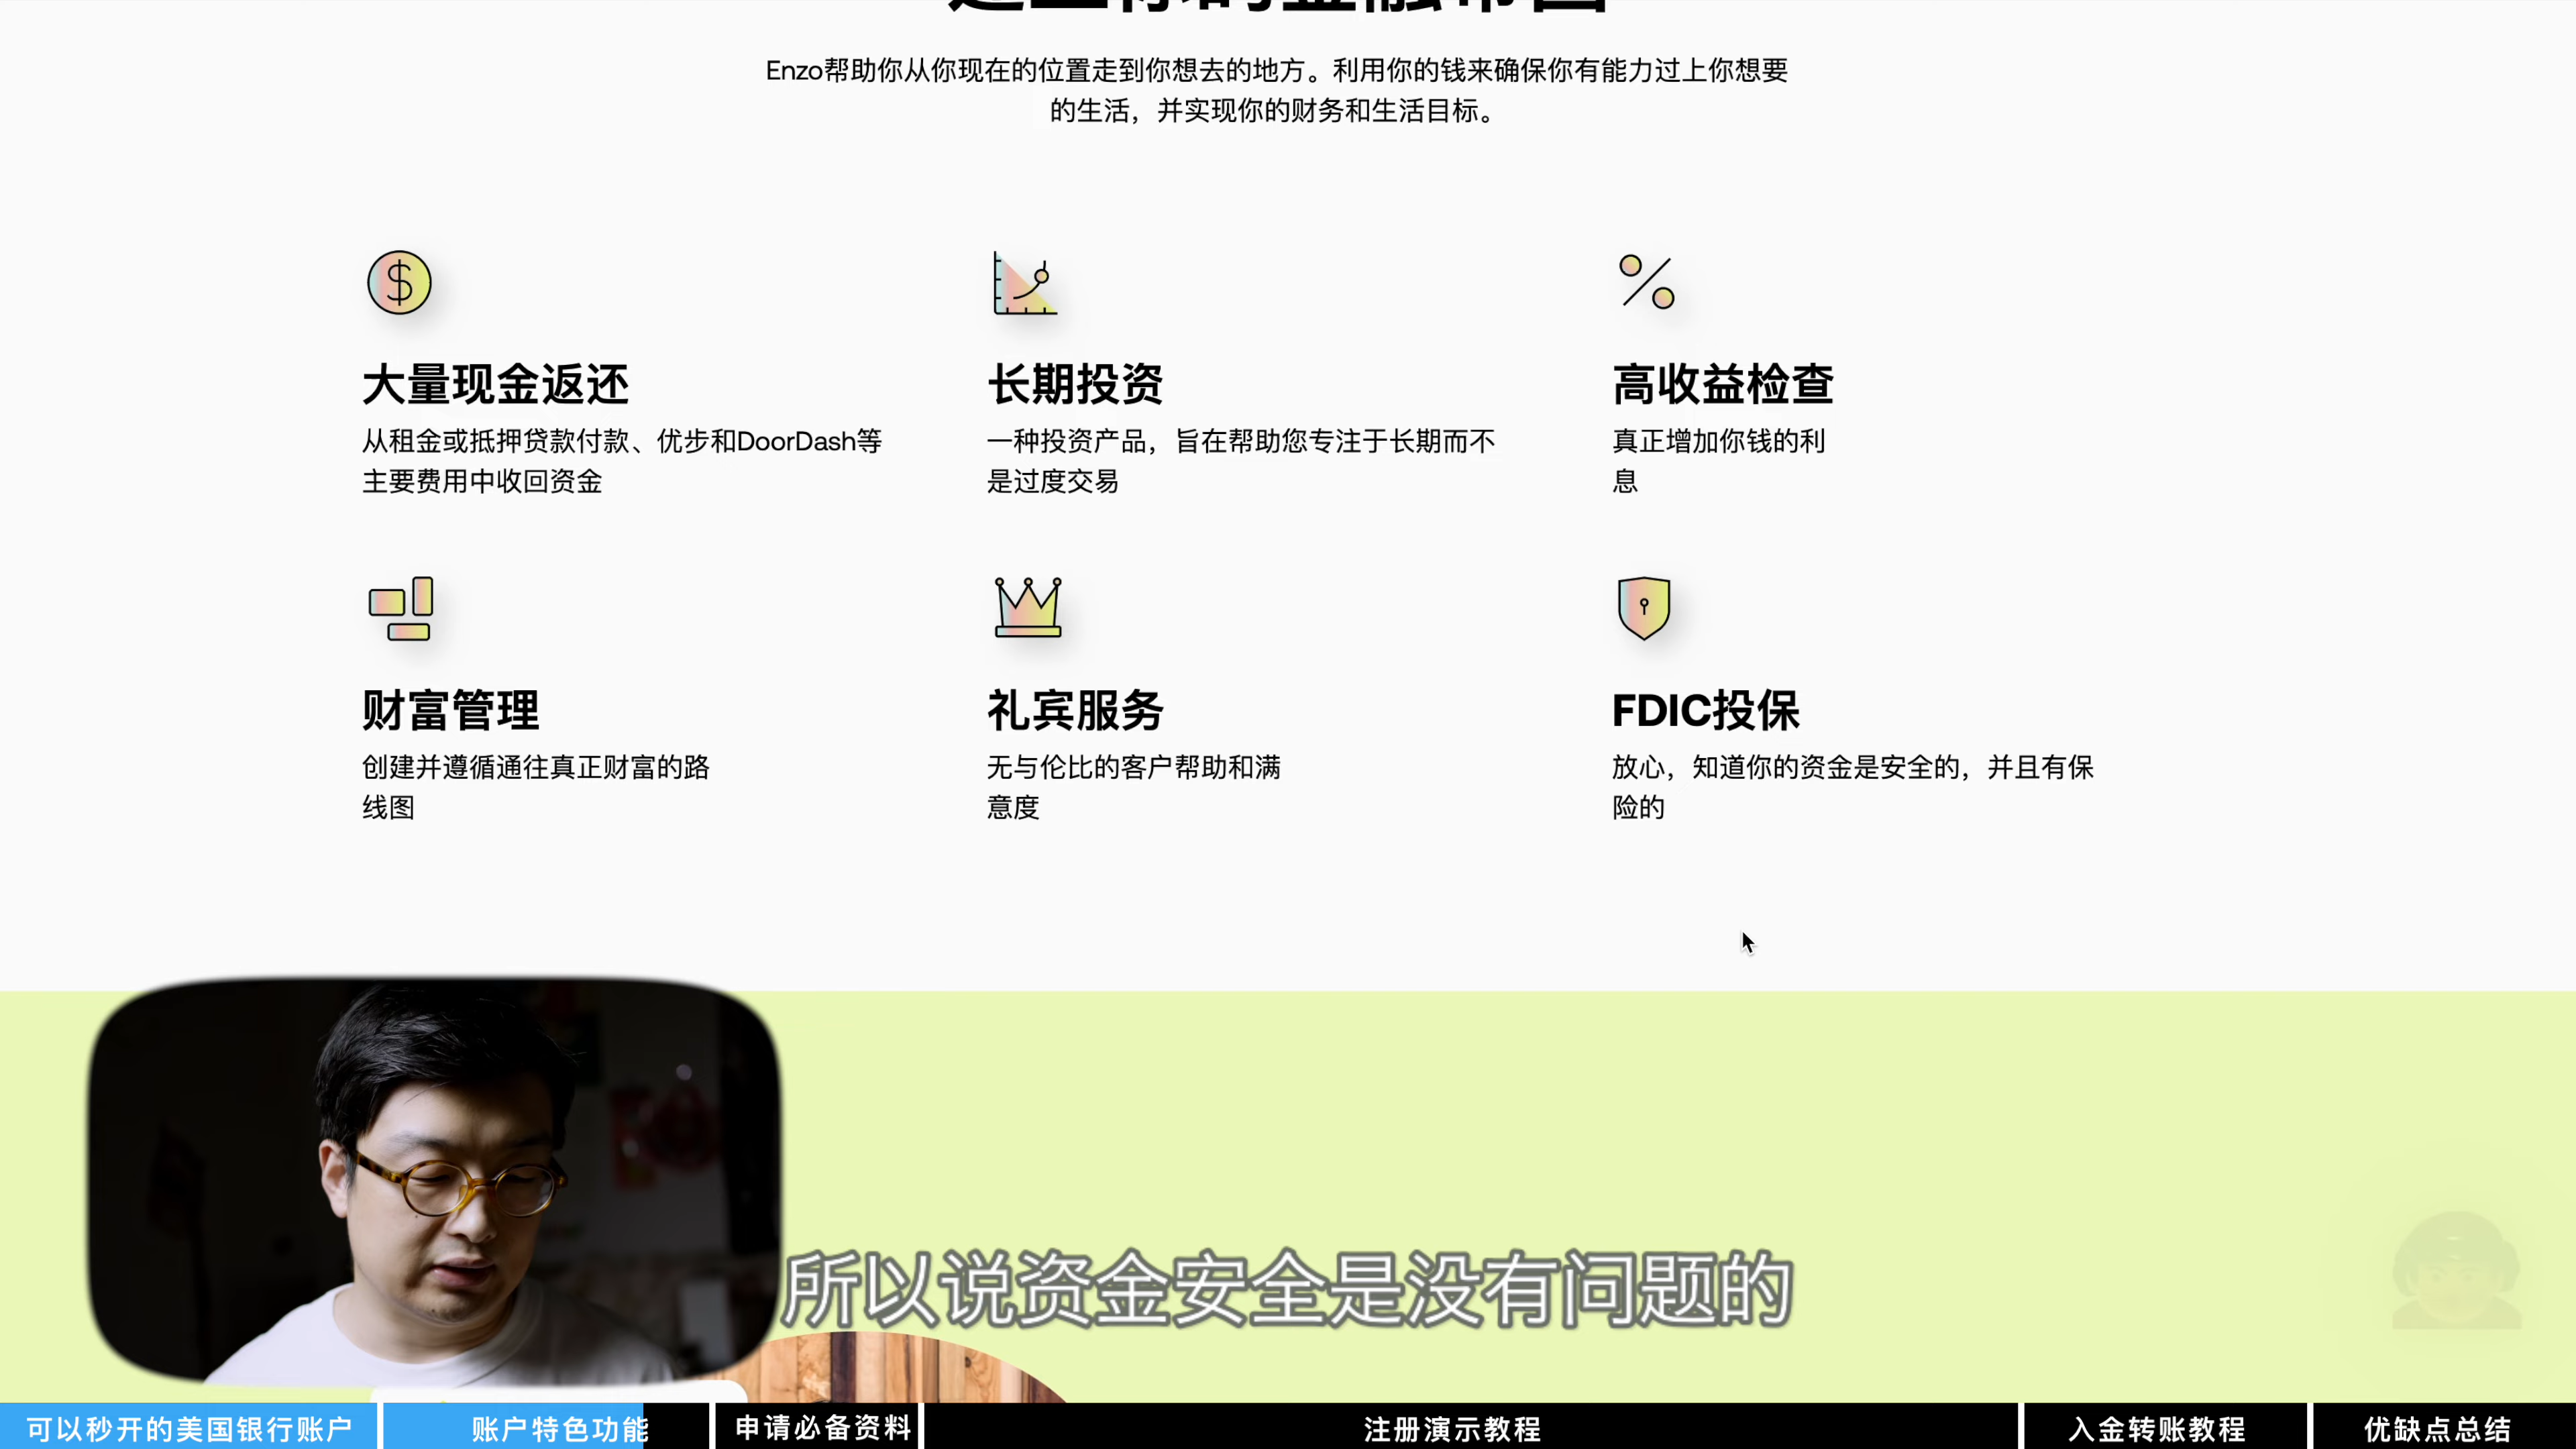 Enzo帮助你从你现在的位置走到你想去的地方。利用你的钱来确保你有能力过上你想要
的生活，并实现你的财务和生活目标。
大量现金返还
从租金或抵押贷款付款、优步和DoorDash等
主要费用中收回资金
长期投资
一种投资产品，旨在帮助您专注于长期而不
是过度交易
高收益检查
真正增加你钱的利
息
财富管理
创建并遵循通往真正财富的路
线图
礼宾服务
无与伦比的客户帮助和满
意度
FDIC投保
放心，知道你的资金是安全的，并且有保
险的
所以说资金安全是没有问题的
可以秒开的美国银行账户
账户特色功能
申请必备资料
注册演示教程
入金转账教程
优缺点总结